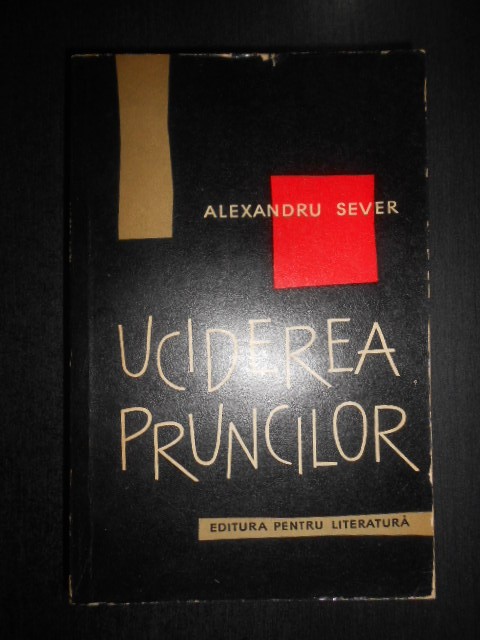 ALEXANDRU SEVER
UCIDEREA
PRUNCILOR
EDITURA PENTRU LITERATURĂ